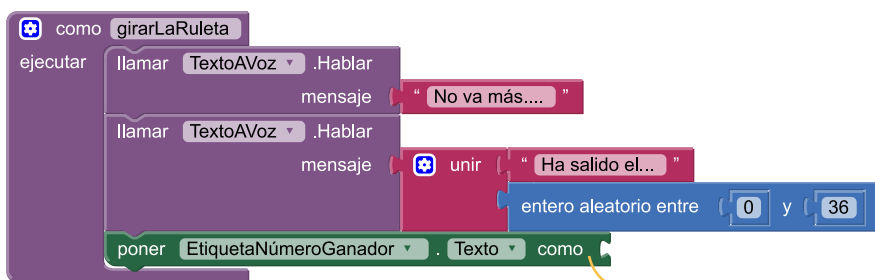 como girarLaRuleta
ejecutar llamar TextoAVoz .Hablar
mensaje “ No va más.... ”
llamar TextoAVoz .Hablar
mensaje unir “ Ha salido el... ”
entero aleatorio entre 0 y 36
poner EtiquetaNúmeroGanador . Texto como